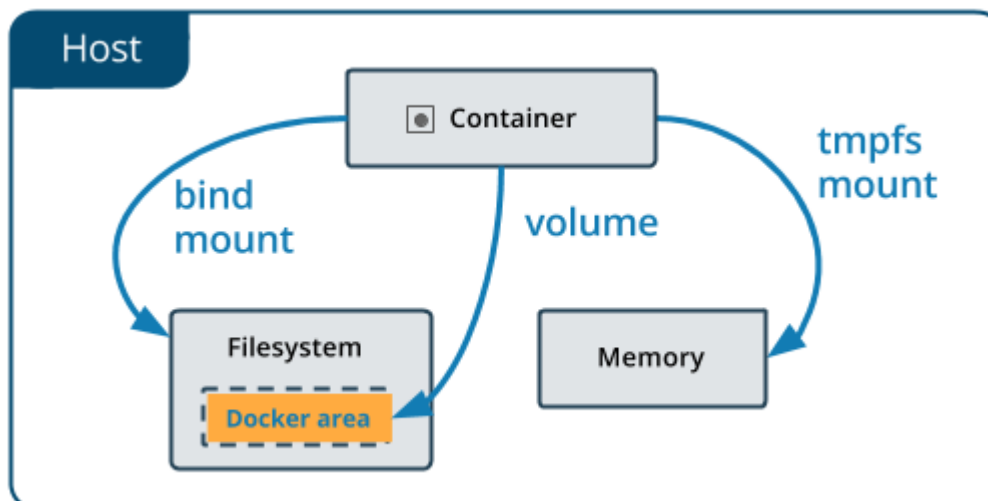 Host
Container
tmpfs
mount
bind
mount
volume
Filesystem
Memory
Docker area